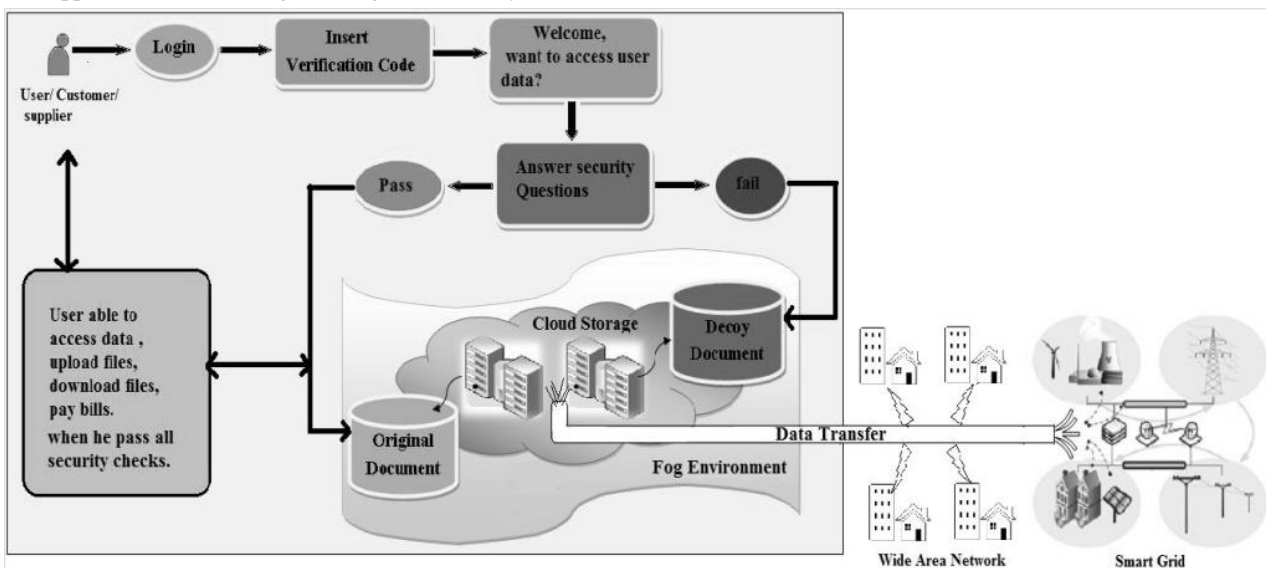 Login
Insert
Verification Code
Welcome,
want to access user
data?
User/ Customer/
supplier
Pass
Answer security
Questions
fail
User able to
access data ,
upload files,
download files,
pay bills.
when he pass all
security checks.
Cloud Storage
Decoy
Document
Original
Document
Data Transfer
Fog Environment
Wide Area Network
Smart Grid